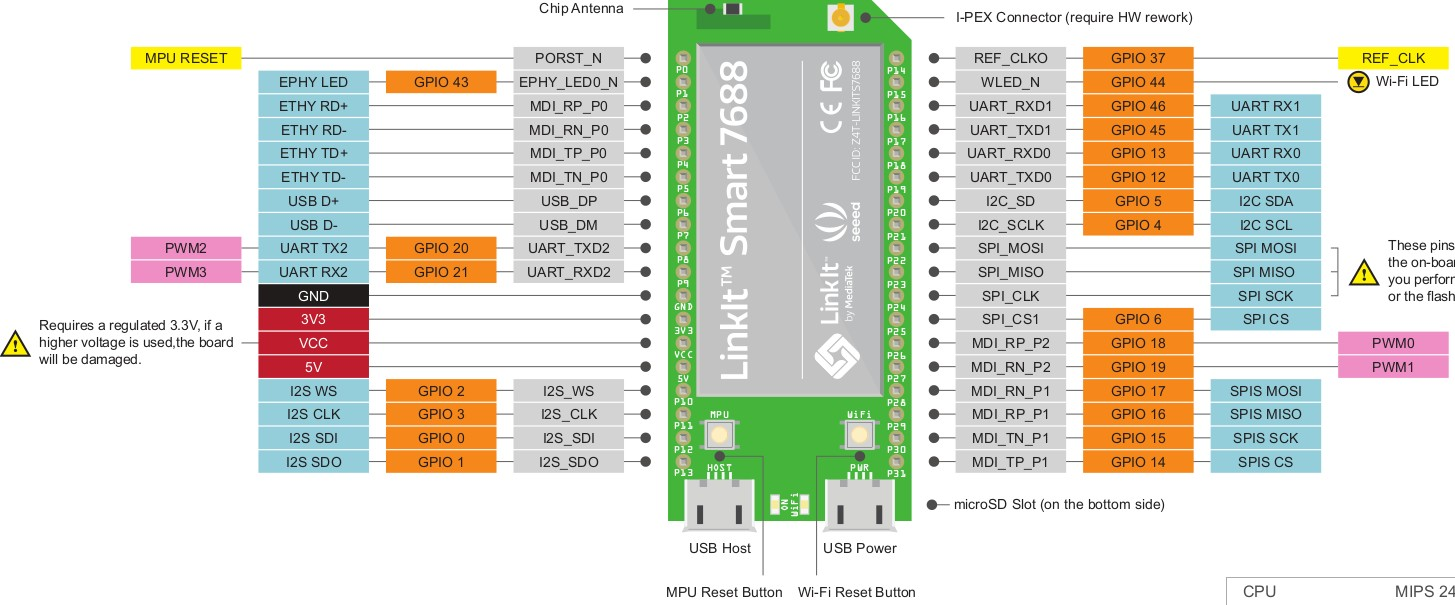 Chip Antenna
I-PEX Connector (require HW rework)
MPU RESET PORST_N P0 P14 REF_CLKO GPIO 37 REF_CLK
EPHY LED GPIO 43 EPHY_LED0_N P1 P15 WLED_N GPIO 44 Wi-Fi LED
ETHY RD+ MDI_RP_P0 P2 P16 UART_RXD1 GPIO 46 UART RX1
ETHY RD- MDI_RN_P0 P3 P17 UART_TXD1 GPIO 45 UART TX1
ETHY TD+ MDI_TP_P0 P4 P18 UART_RXD0 GPIO 13 UART RX0
ETHY TD- MDI_TN_P0 P5 P19 UART_TXD0 GPIO 12 UART TX0
USB D+ USB_DP P6 P20 I2C_SD GPIO 5 I2C SDA
USB D- USB_DM P7 P21 I2C_SCLK GPIO 4 I2C SCL
PWM2 UART TX2 GPIO 20 UART_TXD2 P8 P22 SPI_MOSI SPI MOSI
PWM3 UART RX2 GPIO 21 UART_RXD2 P9 P23 SPI_MISO SPI MISO
GND GND P24 SPI_CLK SPI SCK
3V3 3V3 P25 SPI_CS1 GPIO 6 SPI CS
VCC VCC P26 MDI_RP_P2 GPIO 18 PWM0
5V 5V P27 MDI_RN_P2 GPIO 19 PWM1
I2S WS GPIO 2 I2S_WS P10 P28 MDI_RN_P1 GPIO 17 SPIS MOSI
I2S CLK GPIO 3 I2S_CLK P11 P29 MDI_RP_P1 GPIO 16 SPIS MISO
I2S SDI GPIO 0 I2S_SDI P12 P30 MDI_TN_P1 GPIO 15 SPIS SCK
I2S SDO GPIO 1 I2S_SDO P13 P31 MDI_TP_P1 GPIO 14 SPIS CS
These pins
the on-boa
you perform
or the flash
Requires a regulated 3.3V, if a
higher voltage is used,the board
will be damaged.
LinkIt™ Smart 7688
CE FC
FCC ID: Z4T-LINKITS7688
seeed
LinkIt™
by MediaTek
MPU
WiFi
HOST
PWR
ON
WiFi
microSD Slot (on the bottom side)
USB Host
USB Power
MPU Reset Button
Wi-Fi Reset Button
CPU MIPS 24